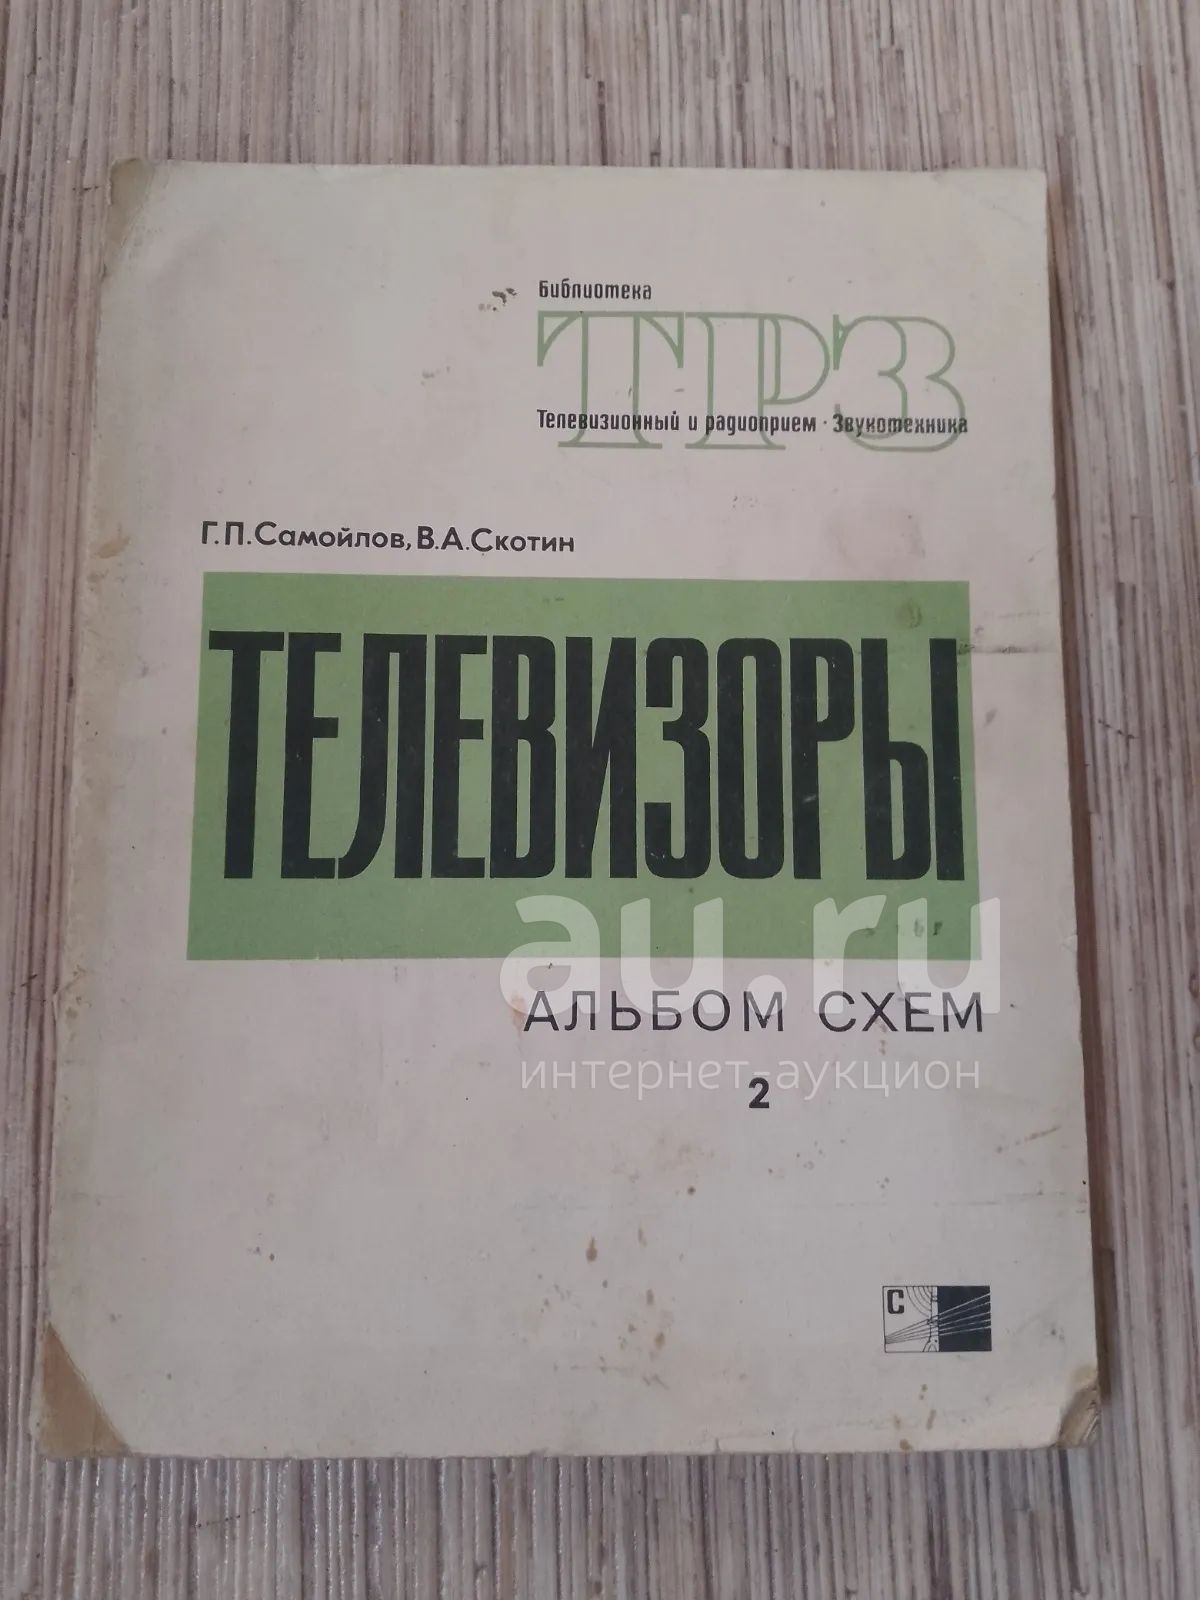 Библиотека
ТРЗ
Телевизионный и радиоприем · Звукотехника
Г.П.Самойлов, В.А.Скотин
ТЕЛЕВИЗОРЫ
au.ru
АЛЬБОМ СХЕМ
интернет-аукцион
2
С